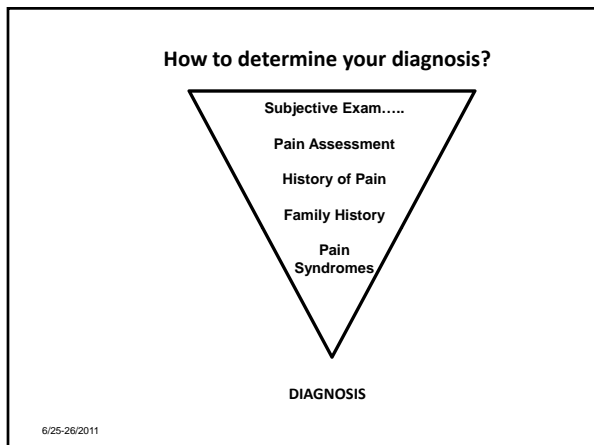 How to determine your diagnosis?
Subjective Exam…..
Pain Assessment
History of Pain
Family History
Pain
Syndromes
DIAGNOSIS
6/25-26/2011